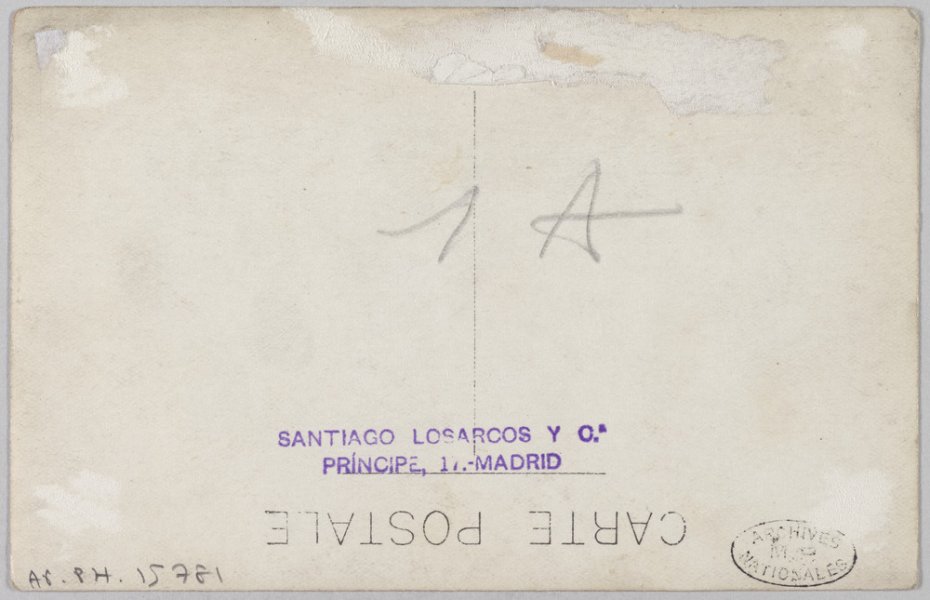 1 A
SANTIAGO LOSARCOS Y C.ª
PRÍNCIPE, 17.-MADRID
CARTE POSTALE
ARCHIVES
NATIONALES
AS. PH. 15781